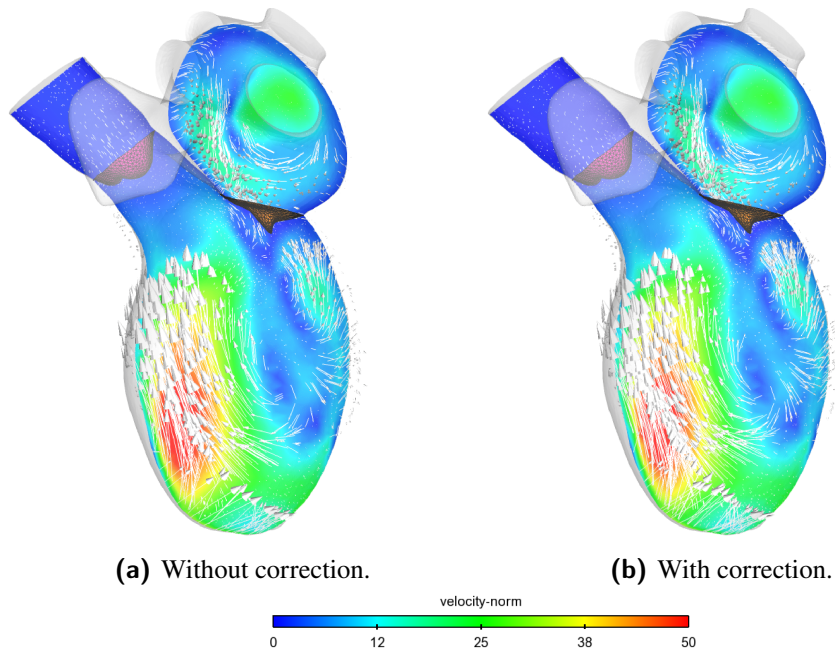 (a) Without correction.
(b) With correction.
velocity-norm
0 12 25 38 50